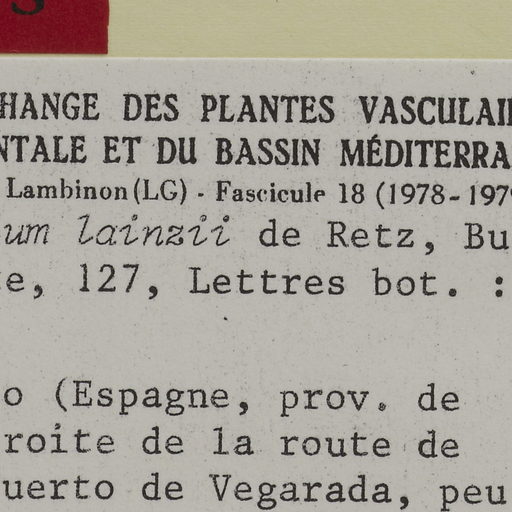 HANGE DES PLANTES VASCULAI
NTALE ET DU BASSIN MÉDITERRA
Lambinon (LG) - Fascicule 18 (1978-197
um lainzii de Retz, Bu
e, 127, Lettres bot. :
o (Espagne, prov. de
roite de la route de
uerto de Vegarada, peu